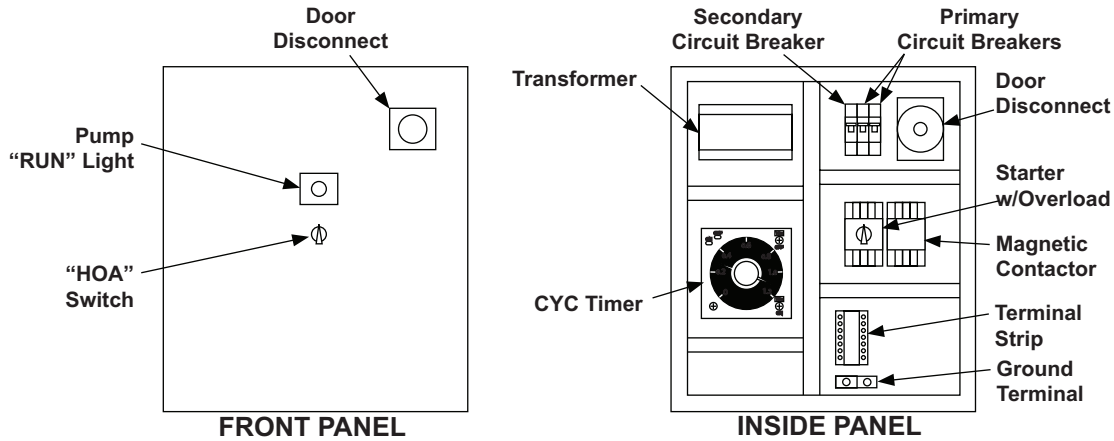 Door
Disconnect
Pump
“RUN” Light
“HOA”
Switch
FRONT PANEL
Secondary
Circuit Breaker
Primary
Circuit Breakers
Transformer
Door
Disconnect
Starter
w/Overload
Magnetic
Contactor
CYC Timer
Terminal
Strip
Ground
Terminal
INSIDE PANEL